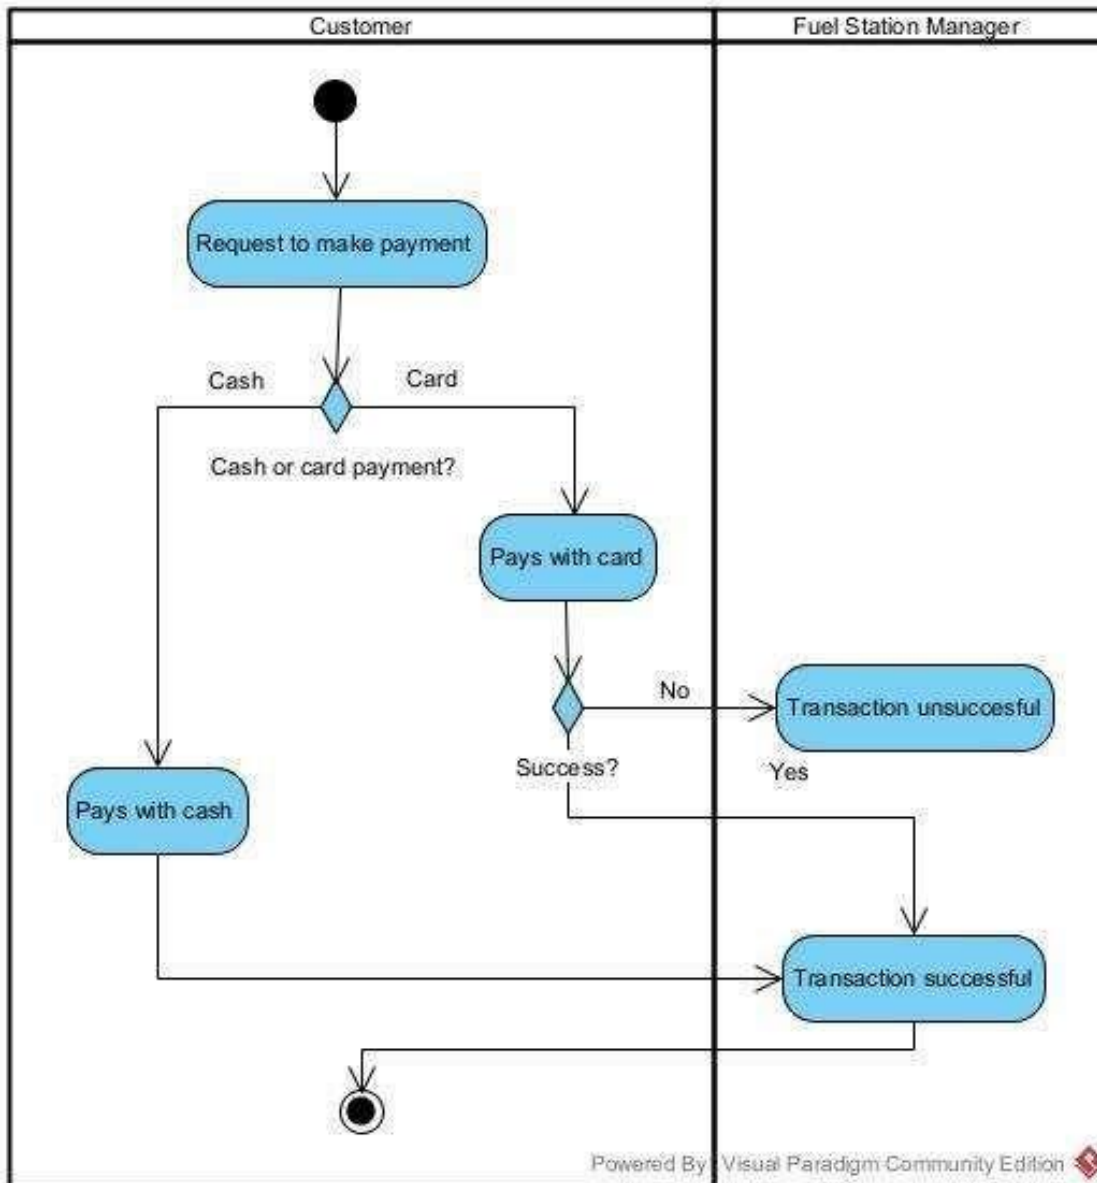 Customer
Fuel Station Manager
Request to make payment
Cash
Card
Cash or card payment?
Pays with card
No
Transaction unsuccesful
Success?
Yes
Pays with cash
Transaction successful
Powered By Visual Paradigm Community Edition